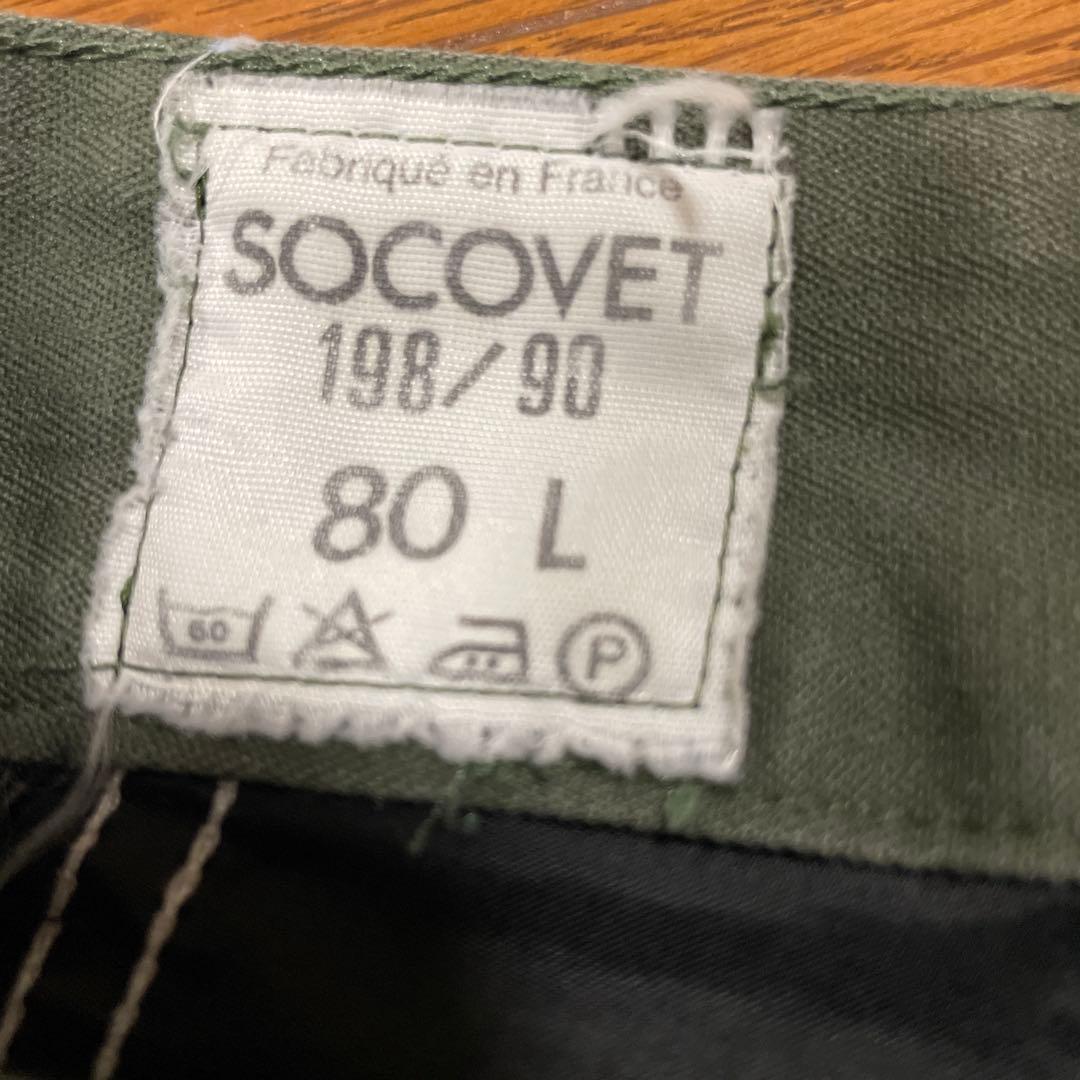 Fabriqué en France
SOCOVET
198/90
80 L
60
P